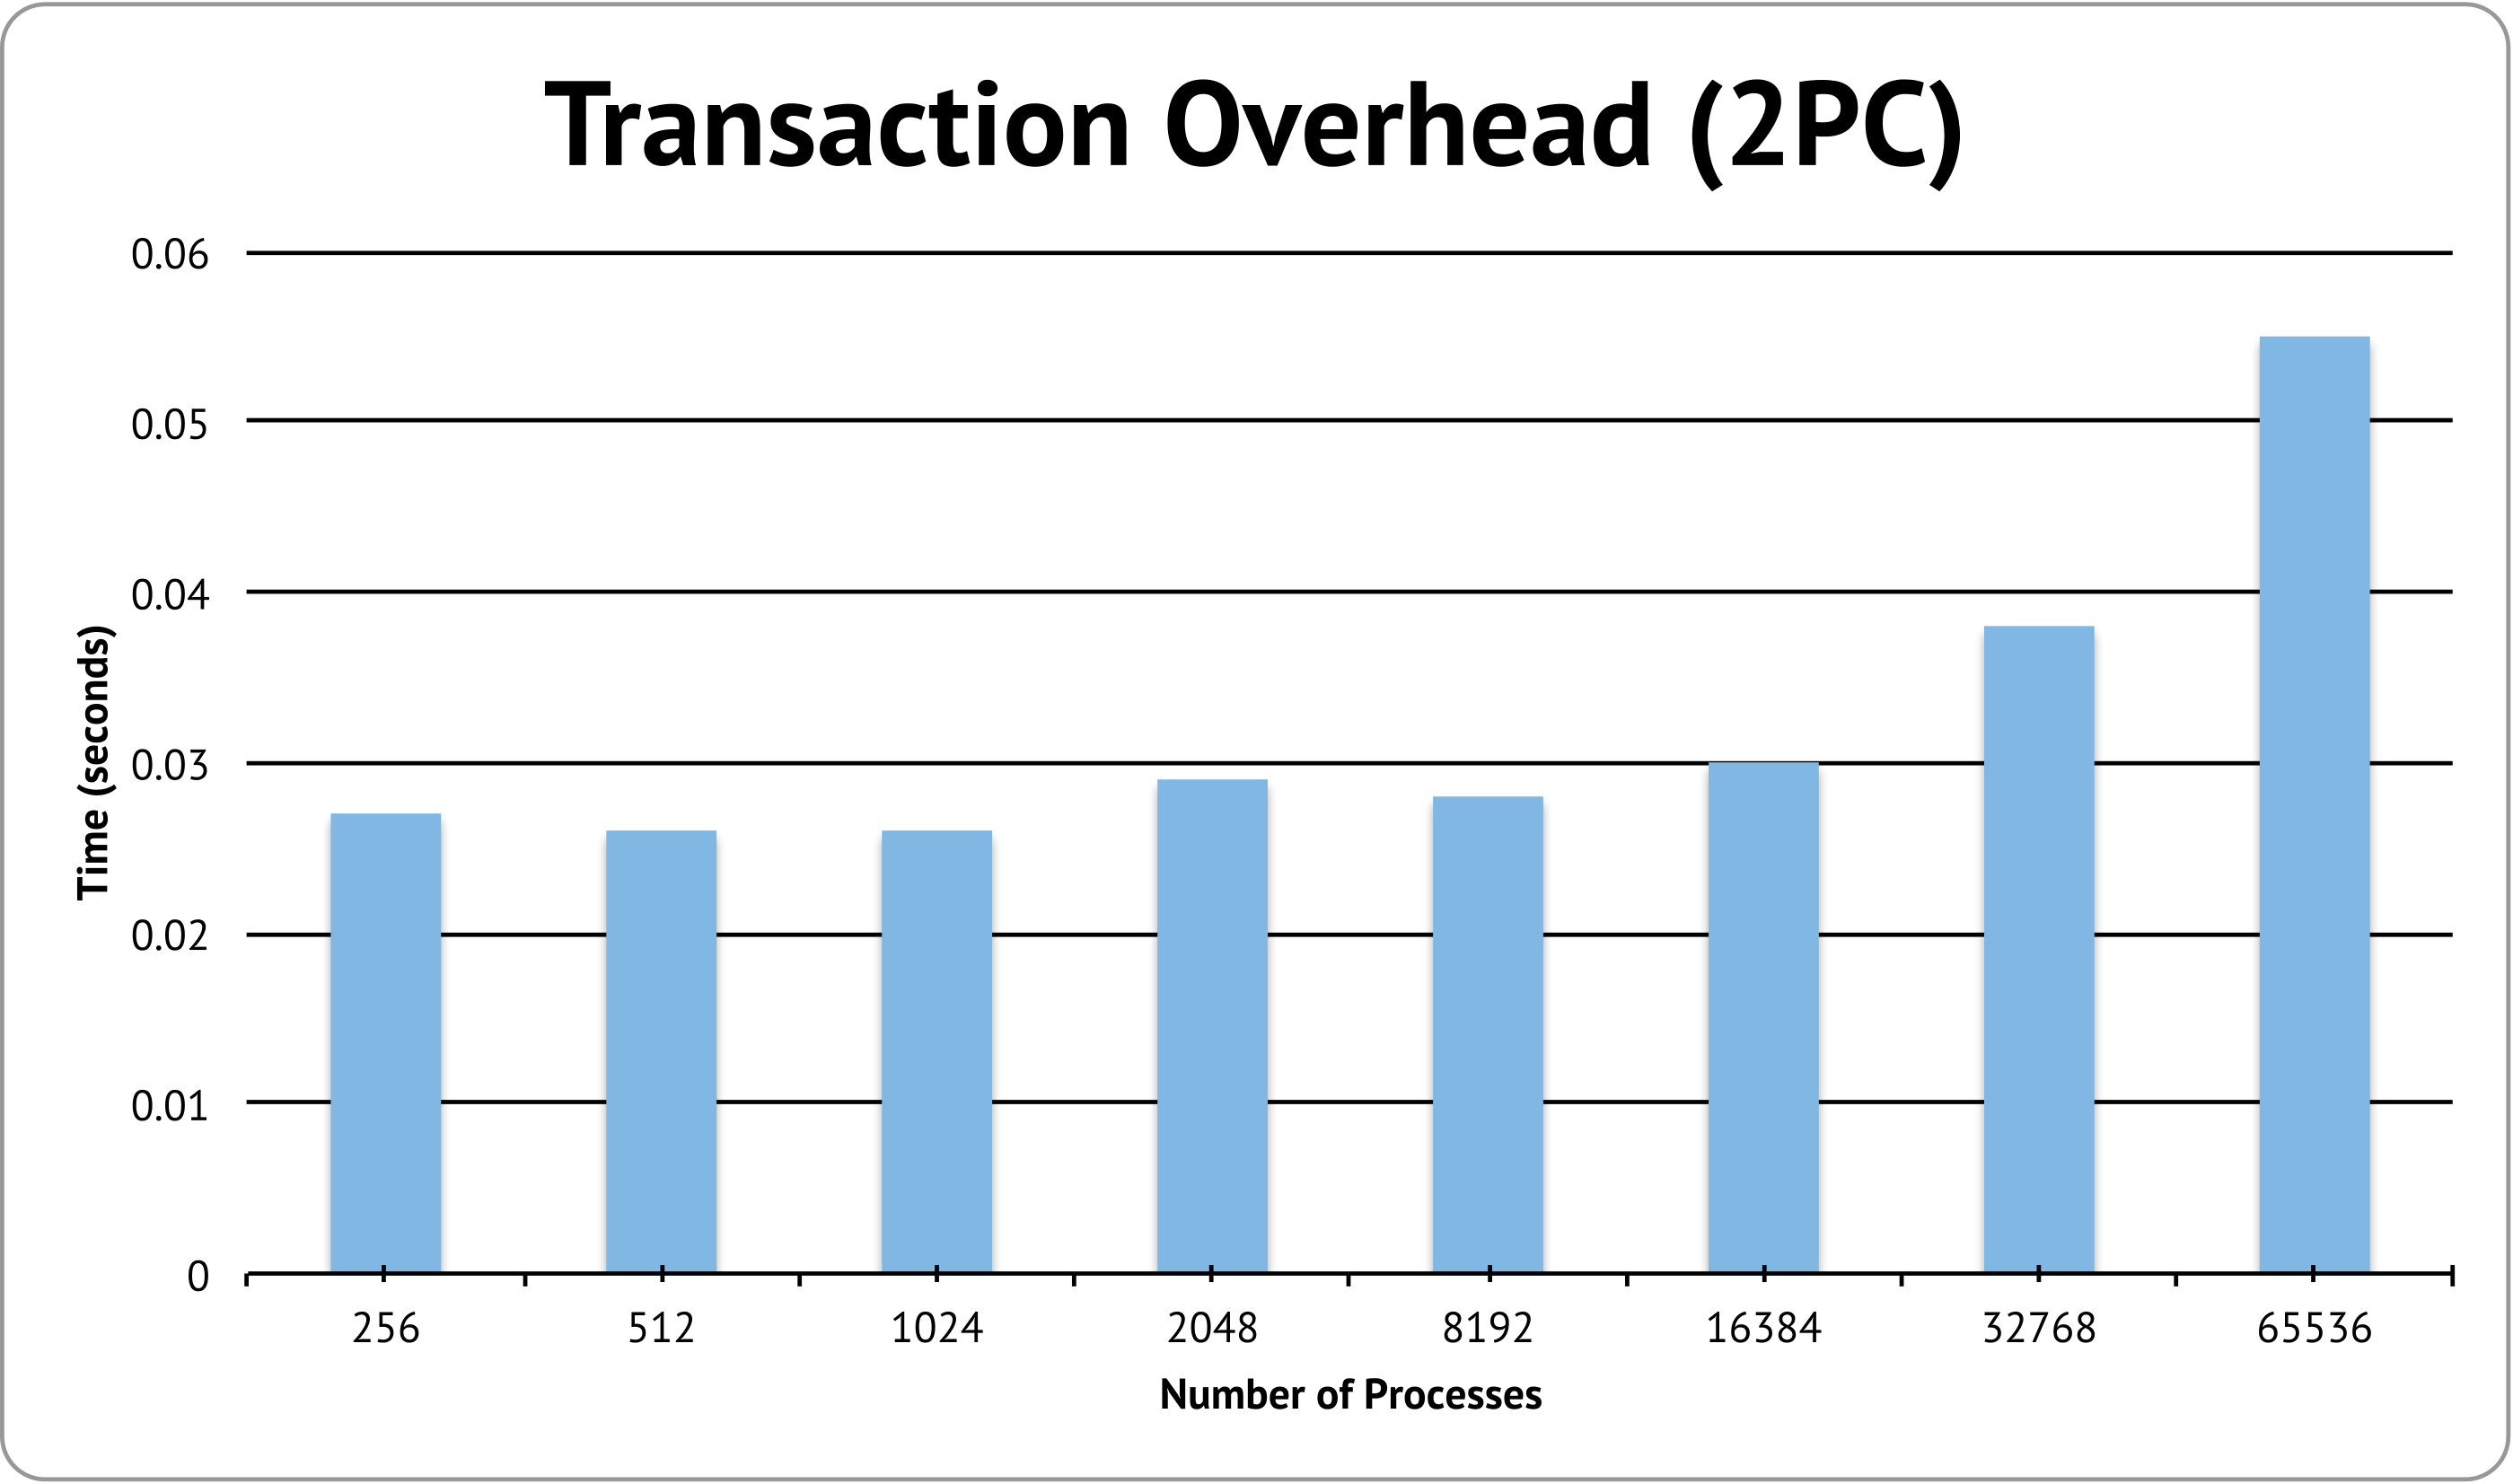 Transaction Overhead (2PC)
0.06
0.05
0.04
0.03
0.02
0.01
0
Time (seconds)
256 512 1024 2048 8192 16384 32768 65536
Number of Processes